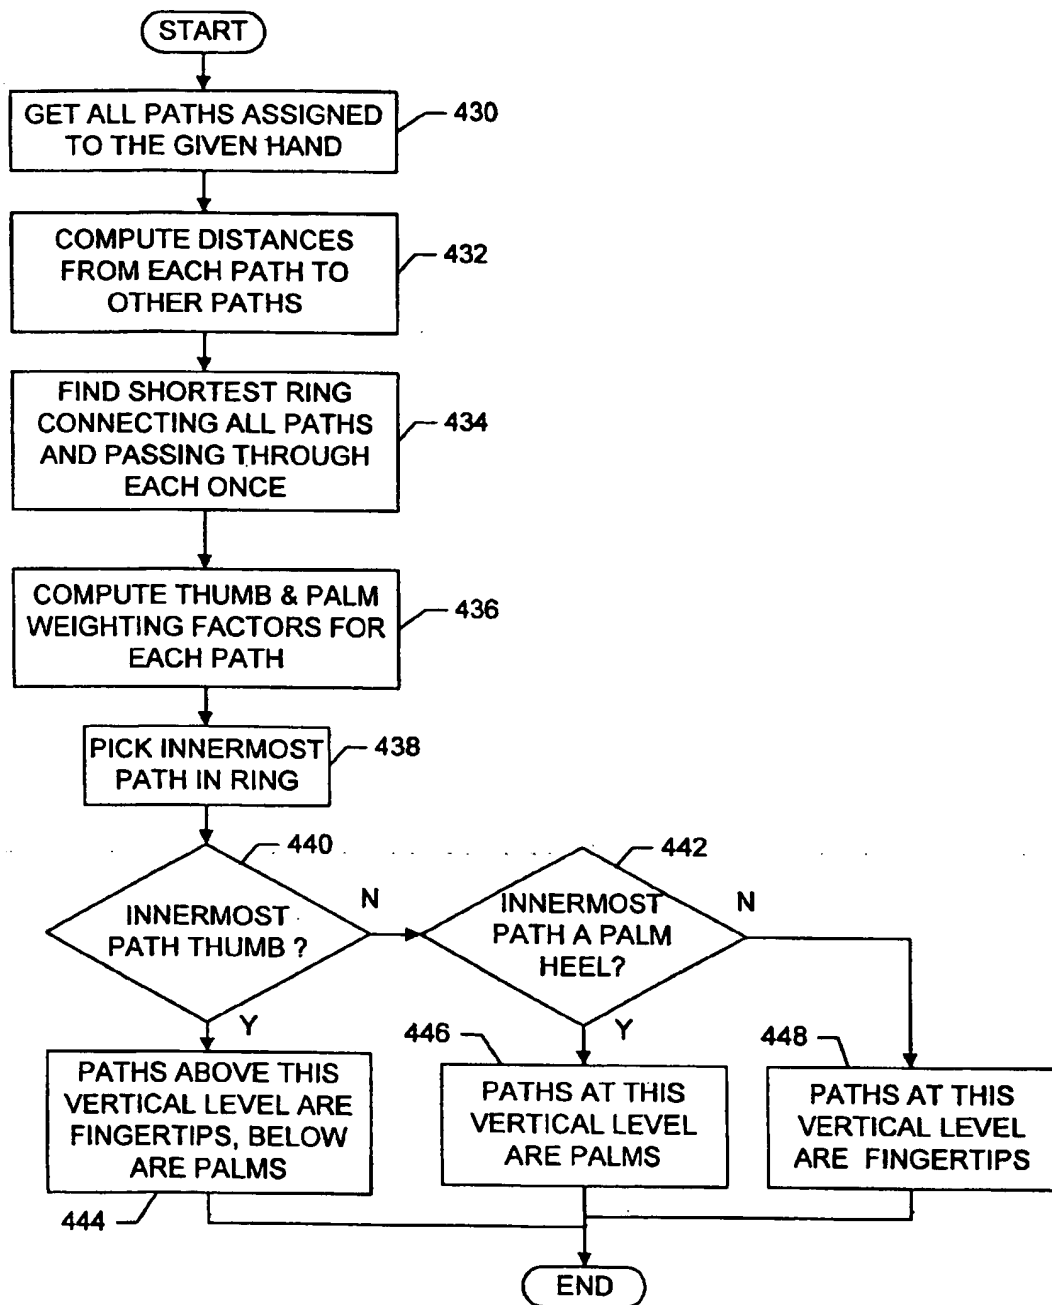 START
GET ALL PATHS ASSIGNED
TO THE GIVEN HAND
430
COMPUTE DISTANCES
FROM EACH PATH TO
OTHER PATHS
432
FIND SHORTEST RING
CONNECTING ALL PATHS
AND PASSING THROUGH
EACH ONCE
434
COMPUTE THUMB & PALM
WEIGHTING FACTORS FOR
EACH PATH
436
PICK INNERMOST
PATH IN RING
438
440
INNERMOST
PATH THUMB ?
N
Y
442
INNERMOST
PATH A PALM
HEEL?
N
Y
PATHS ABOVE THIS
VERTICAL LEVEL ARE
FINGERTIPS, BELOW
ARE PALMS
444
446
PATHS AT THIS
VERTICAL LEVEL
ARE PALMS
448
PATHS AT THIS
VERTICAL LEVEL
ARE FINGERTIPS
END